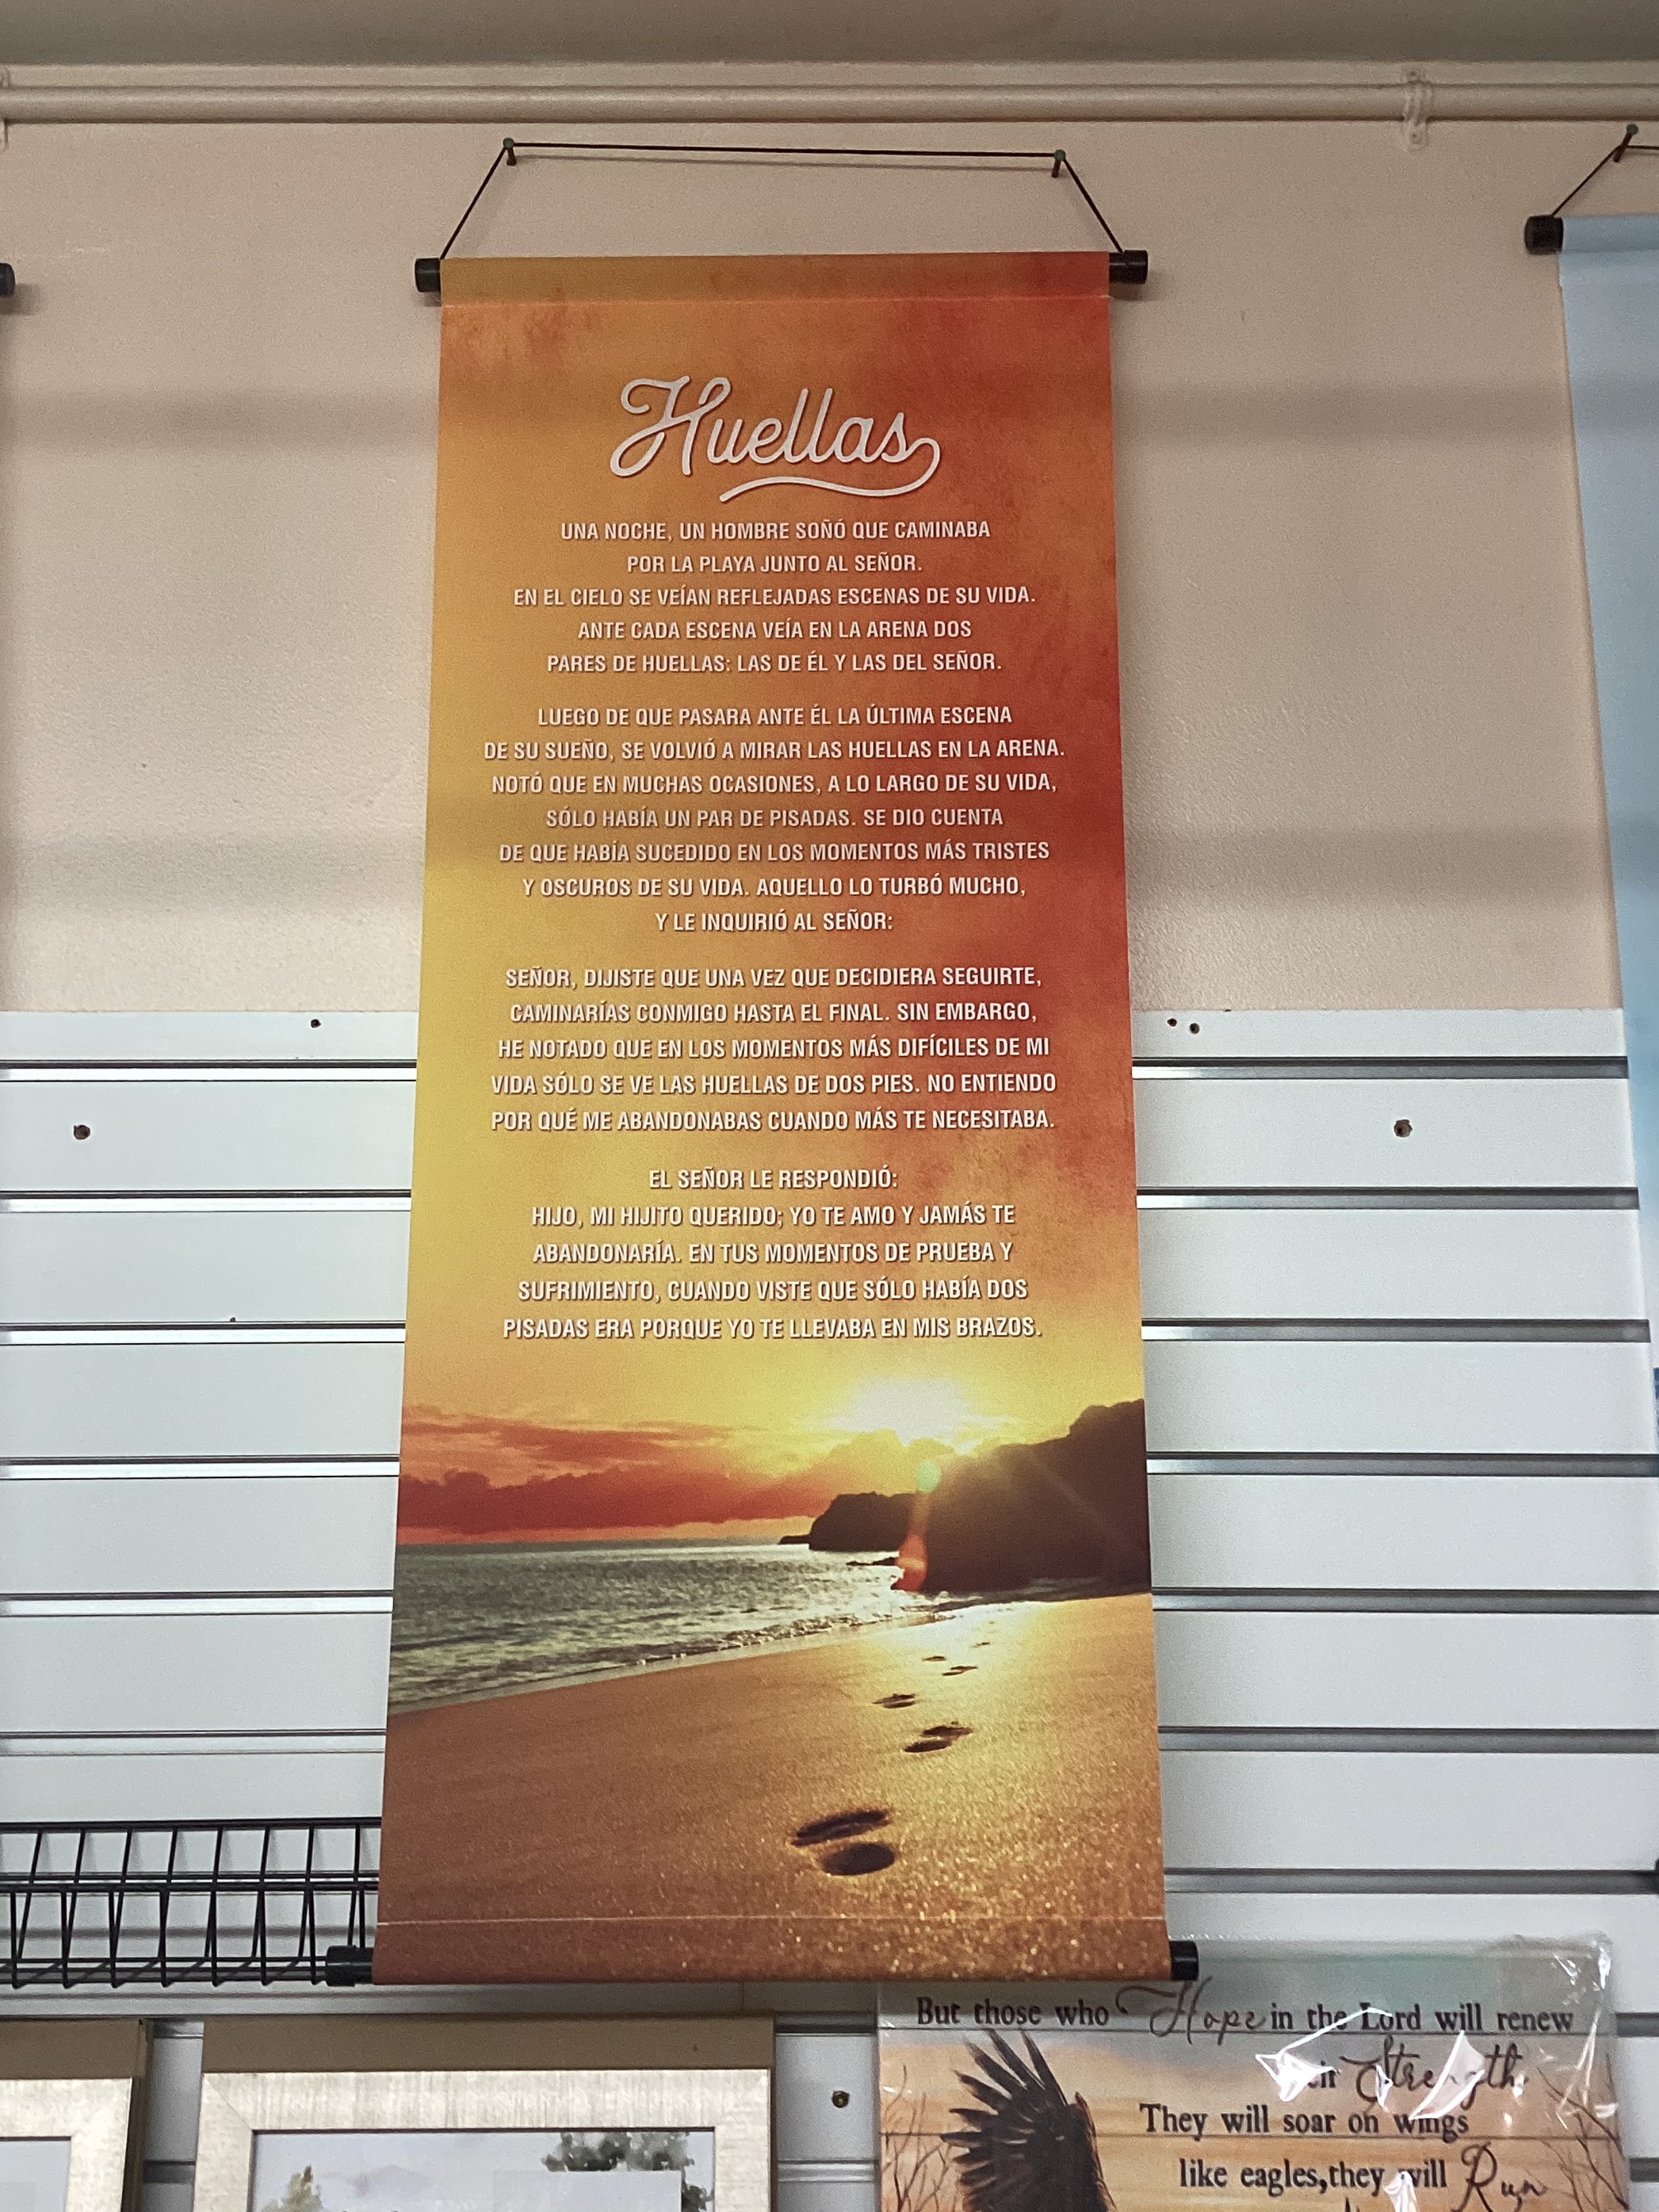 Huellas
UNA NOCHE, UN HOMBRE SOÑÓ QUE CAMINABA
POR LA PLAYA JUNTO AL SEÑOR.
EN EL CIELO SE VEÍAN REFLEJADAS ESCENAS DE SU VIDA.
ANTE CADA ESCENA VEÍA EN LA ARENA DOS
PARES DE HUELLAS: LAS DE ÉL Y LAS DEL SEÑOR.
LUEGO DE QUE PASARA ANTE ÉL LA ÚLTIMA ESCENA
DE SU SUEÑO, SE VOLVIÓ A MIRAR LAS HUELLAS EN LA ARENA.
NOTÓ QUE EN MUCHAS OCASIONES, A LO LARGO DE SU VIDA,
SÓLO HABÍA UN PAR DE PISADAS. SE DIO CUENTA
DE QUE HABÍA SUCEDIDO EN LOS MOMENTOS MÁS TRISTES
Y OSCUROS DE SU VIDA. AQUELLO LO TURBÓ MUCHO,
Y LE INQUIRIÓ AL SEÑOR:
SEÑOR, DIJISTE QUE UNA VEZ QUE DECIDIERA SEGUIRTE,
CAMINARÍAS CONMIGO HASTA EL FINAL. SIN EMBARGO,
HE NOTADO QUE EN LOS MOMENTOS MÁS DIFÍCILES DE MI
VIDA SÓLO SE VE LAS HUELLAS DE DOS PIES. NO ENTIENDO
POR QUÉ ME ABANDONABAS CUANDO MÁS TE NECESITABA.
EL SEÑOR LE RESPONDIÓ:
HIJO, MI HIJITO QUERIDO; YO TE AMO Y JAMÁS TE
ABANDONARÍA. EN TUS MOMENTOS DE PRUEBA Y
SUFRIMIENTO, CUANDO VISTE QUE SÓLO HABÍA DOS
PISADAS ERA PORQUE YO TE LLEVABA EN MIS BRAZOS.
But those who Hope in the Lord will renew
Strength.
They will soar on wings
like eagles, they will Run